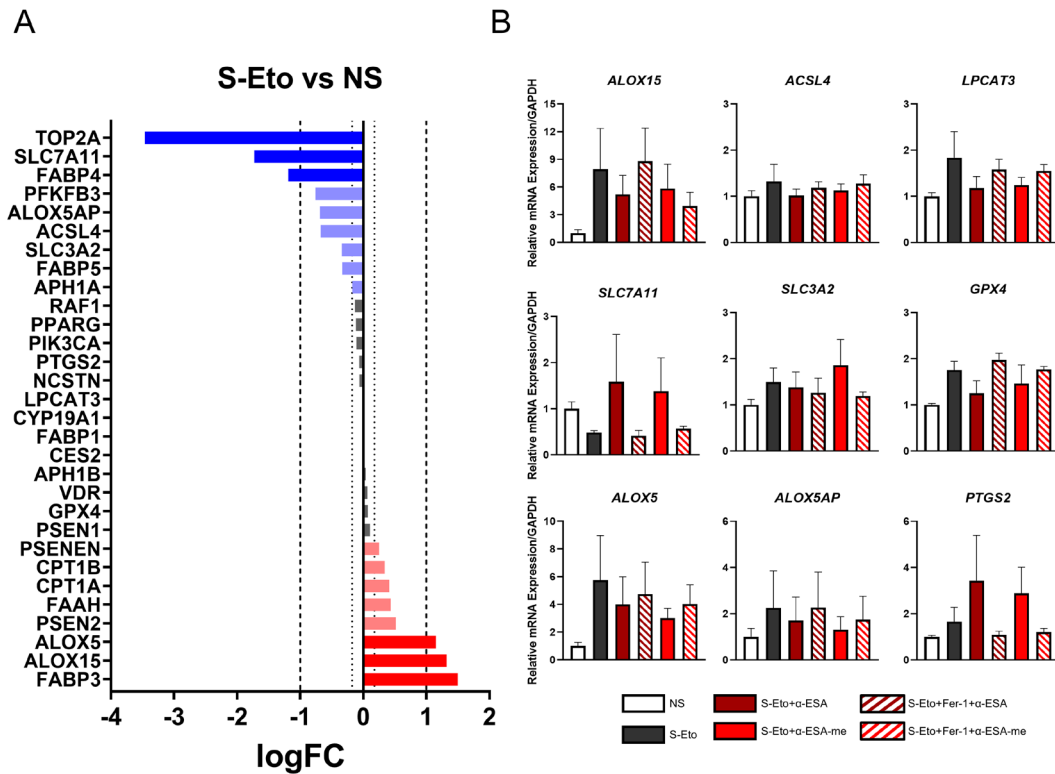 A
S-Eto vs NS
TOP2A
SLC7A11
FABP4
PFKFB3
ALOX5AP
ACSL4
SLC3A2
FABP5
APH1A
RAF1
PPARG
PIK3CA
PTGS2
NCSTN
LPCAT3
CYP19A1
FABP1
CES2
APH1B
VDR
GPX4
PSEN1
PSENEN
CPT1B
CPT1A
FAAH
PSEN2
ALOX5
ALOX15
FABP3
-4 -3 -2 -1 0 1 2
logFC
B
ALOX15
Relative mRNA Expression/GAPDH
15
12
9
6
3
0
ACSL4
3
2
1
0
LPCAT3
3
2
1
0
SLC7A11
Relative mRNA Expression/GAPDH
3
2
1
0
SLC3A2
3
2
1
0
GPX4
3
2
1
0
ALOX5
Relative mRNA Expression/GAPDH
10
8
6
4
2
0
ALOX5AP
6
4
2
0
PTGS2
6
4
2
0
NS
S-Eto+α-ESA
S-Eto+Fer-1+α-ESA
S-Eto
S-Eto+α-ESA-me
S-Eto+Fer-1+α-ESA-me